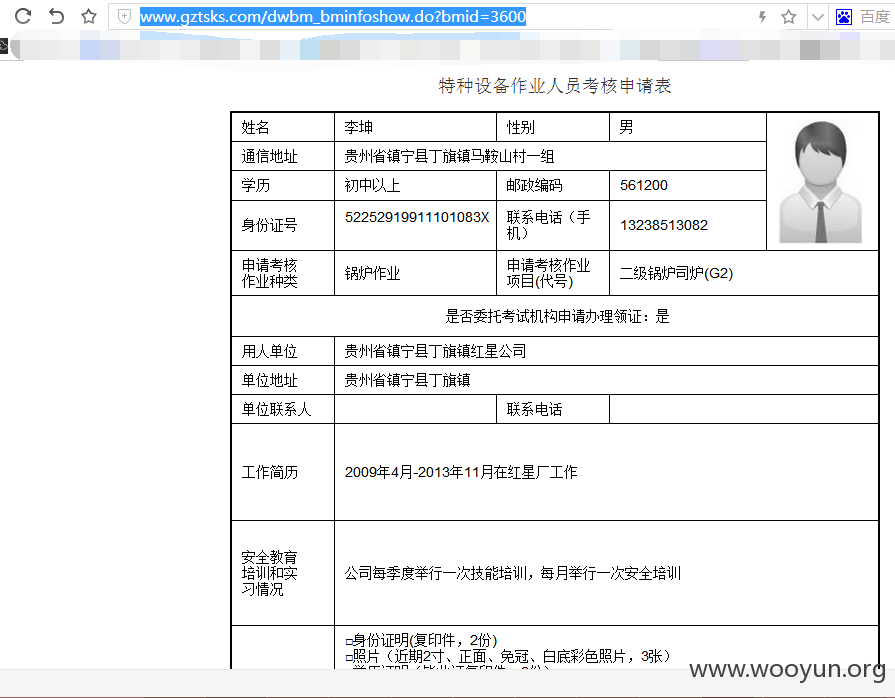 www.gztsks.com/dwbm_bminfoshow.do?bmid=3600
百度
特种设备作业人员考核申请表
姓名 李坤 性别 男
通信地址 贵州省镇宁县丁旗镇马鞍山村一组
学历 初中以上 邮政编码 561200
身份证号 52252919911101083X 联系电话（手
机） 13238513082
申请考核
作业种类 锅炉作业 申请考核作业
项目(代号) 二级锅炉司炉(G2)
是否委托考试机构申请办理领证：是
用人单位 贵州省镇宁县丁旗镇红星公司
单位地址 贵州省镇宁县丁旗镇
单位联系人 联系电话
工作简历 2009年4月-2013年11月在红星厂工作
安全教育
培训和实
习情况 公司每季度举行一次技能培训，每月举行一次安全培训
□身份证明(复印件，2份)
□照片（近期2寸、正面、免冠、白底彩色照片，3张）
www.wooyun.org